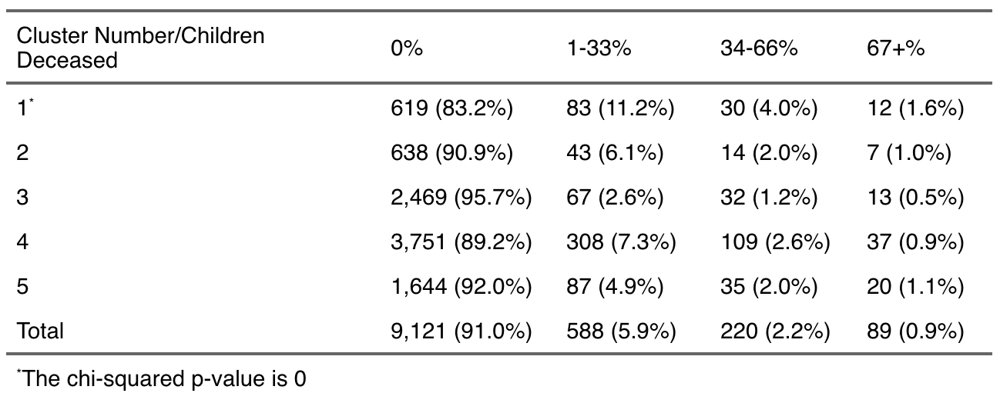 Cluster Number/Children
Deceased 0% 1-33% 34-66% 67+%
1* 619 (83.2%) 83 (11.2%) 30 (4.0%) 12 (1.6%)
2 638 (90.9%) 43 (6.1%) 14 (2.0%) 7 (1.0%)
3 2,469 (95.7%) 67 (2.6%) 32 (1.2%) 13 (0.5%)
4 3,751 (89.2%) 308 (7.3%) 109 (2.6%) 37 (0.9%)
5 1,644 (92.0%) 87 (4.9%) 35 (2.0%) 20 (1.1%)
Total 9,121 (91.0%) 588 (5.9%) 220 (2.2%) 89 (0.9%)
*The chi-squared p-value is 0